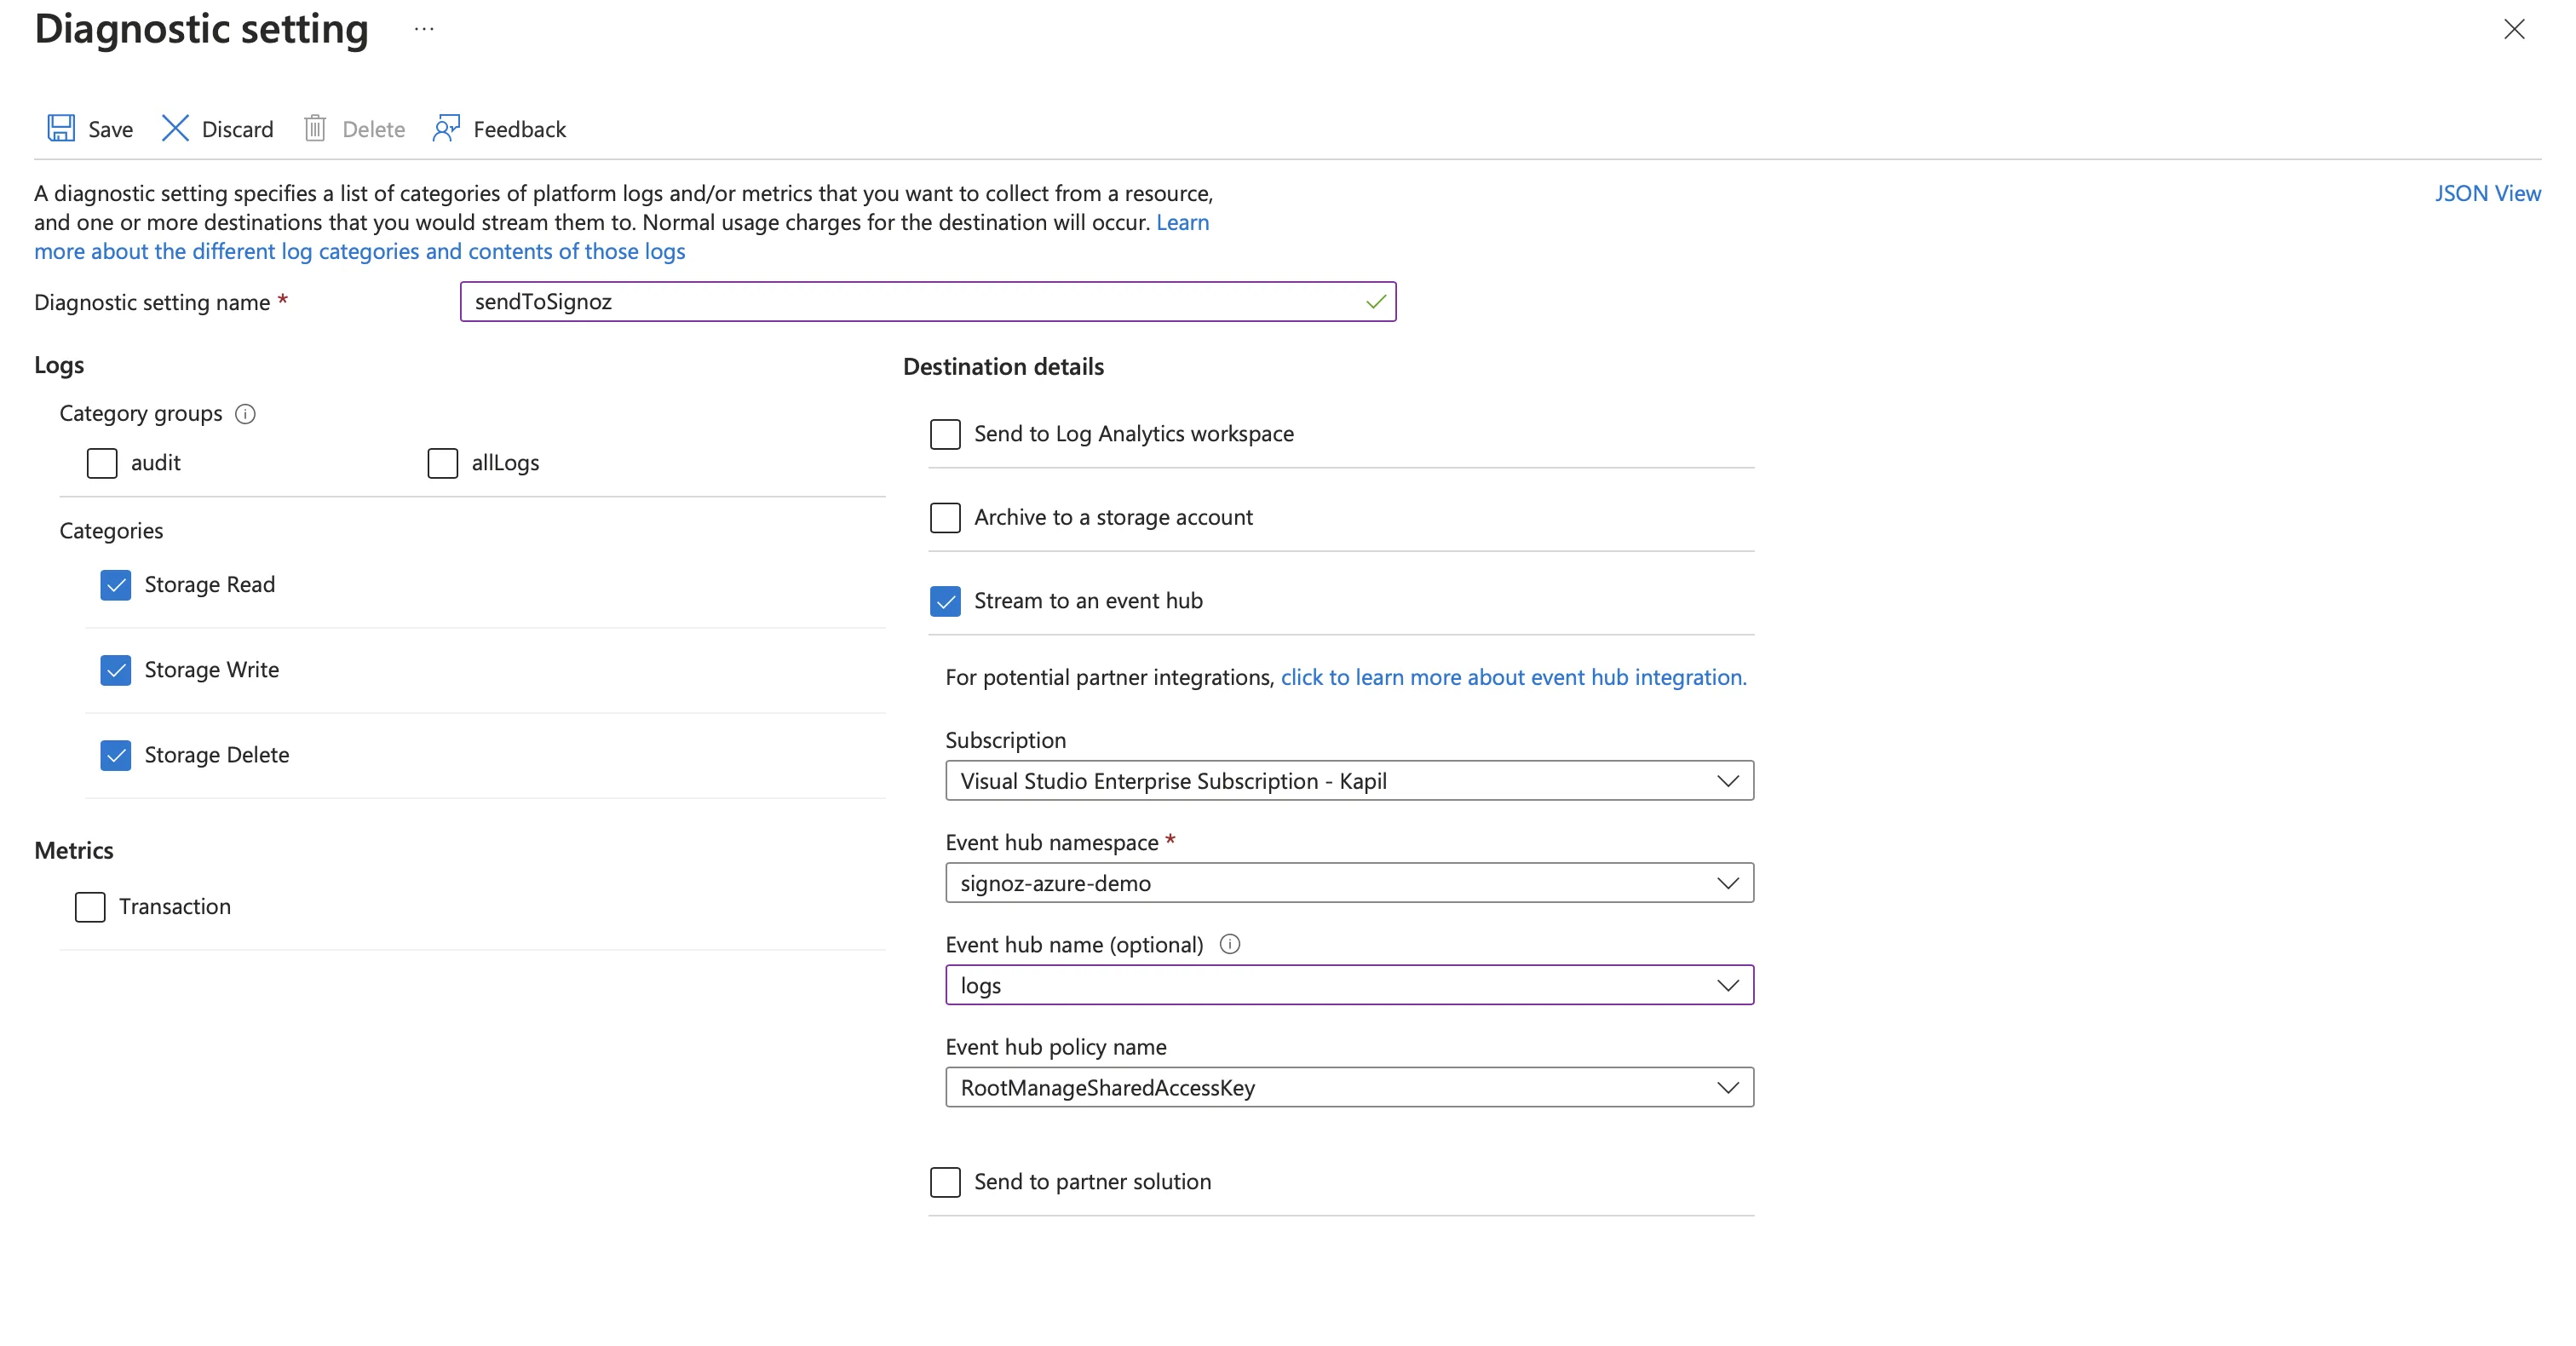 Diagnostic setting ...
Save Discard Delete Feedback
A diagnostic setting specifies a list of categories of platform logs and/or metrics that you want to collect from a resource,
and one or more destinations that you would stream them to. Normal usage charges for the destination will occur. Learn
more about the different log categories and contents of those logs
JSON View
Diagnostic setting name *
sendToSignoz
Logs
Category groups
audit
allLogs
Categories
Storage Read
Storage Write
Storage Delete
Metrics
Transaction
Destination details
Send to Log Analytics workspace
Archive to a storage account
Stream to an event hub
For potential partner integrations, click to learn more about event hub integration.
Subscription
Visual Studio Enterprise Subscription - Kapil
Event hub namespace *
signoz-azure-demo
Event hub name (optional)
logs
Event hub policy name
RootManageSharedAccessKey
Send to partner solution